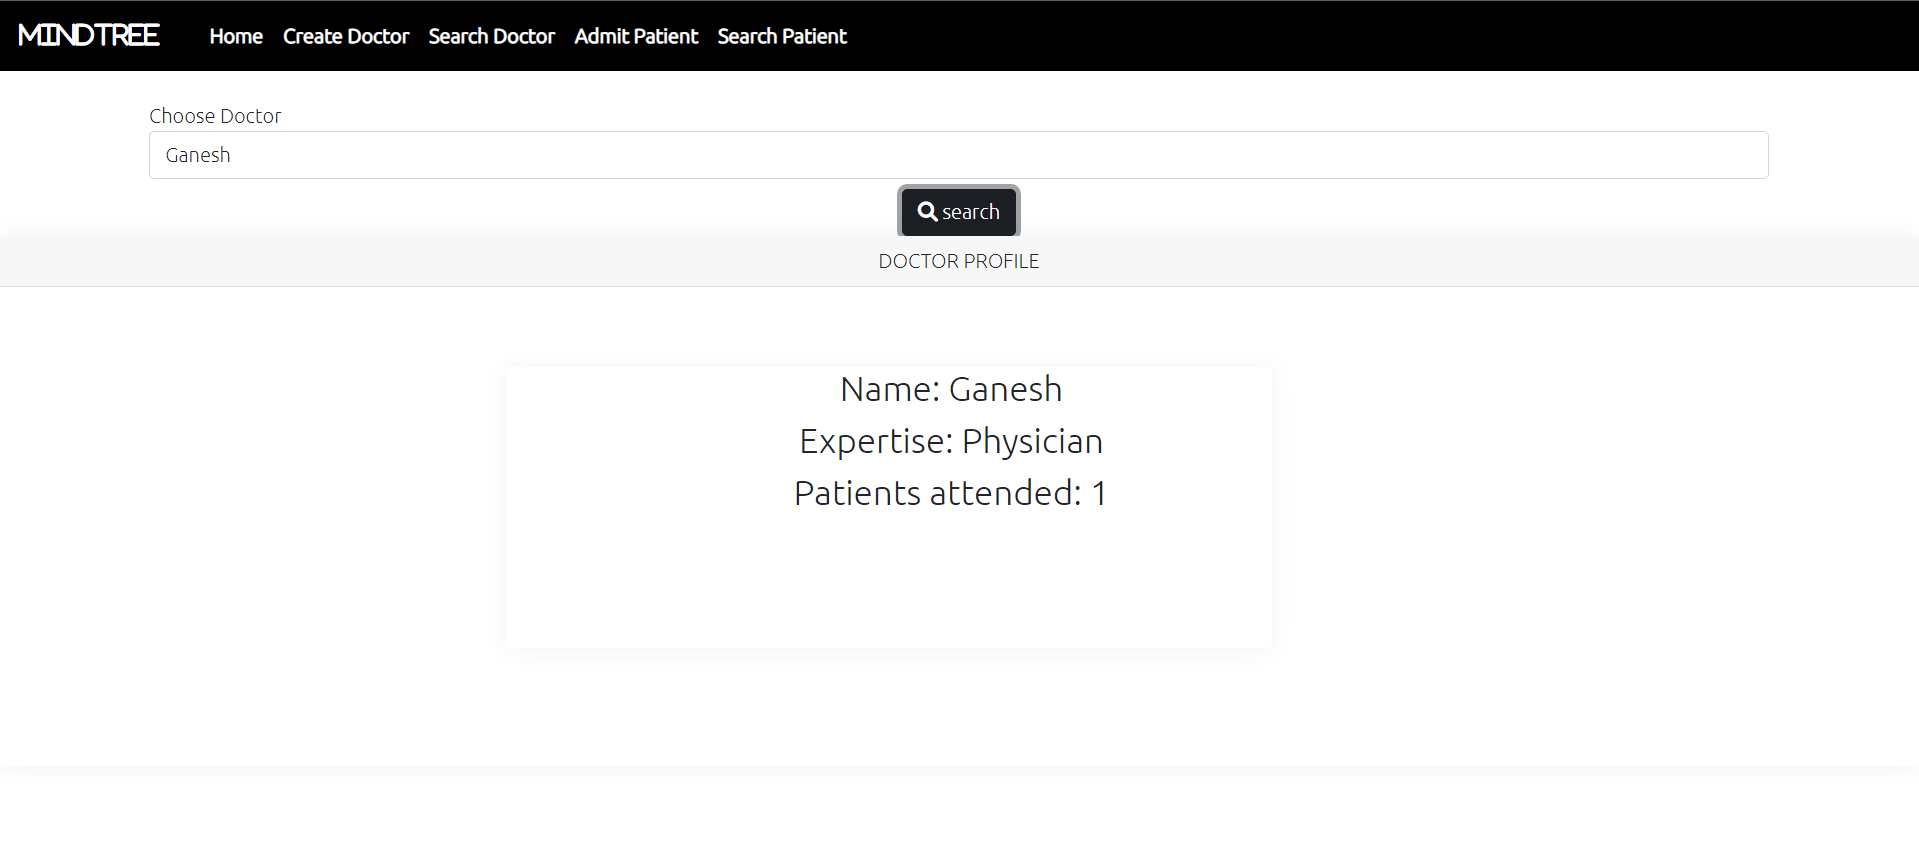 MINDTREE Home Create Doctor Search Doctor Admit Patient Search Patient
Choose Doctor
Ganesh
search
DOCTOR PROFILE
Name: Ganesh
Expertise: Physician
Patients attended: 1